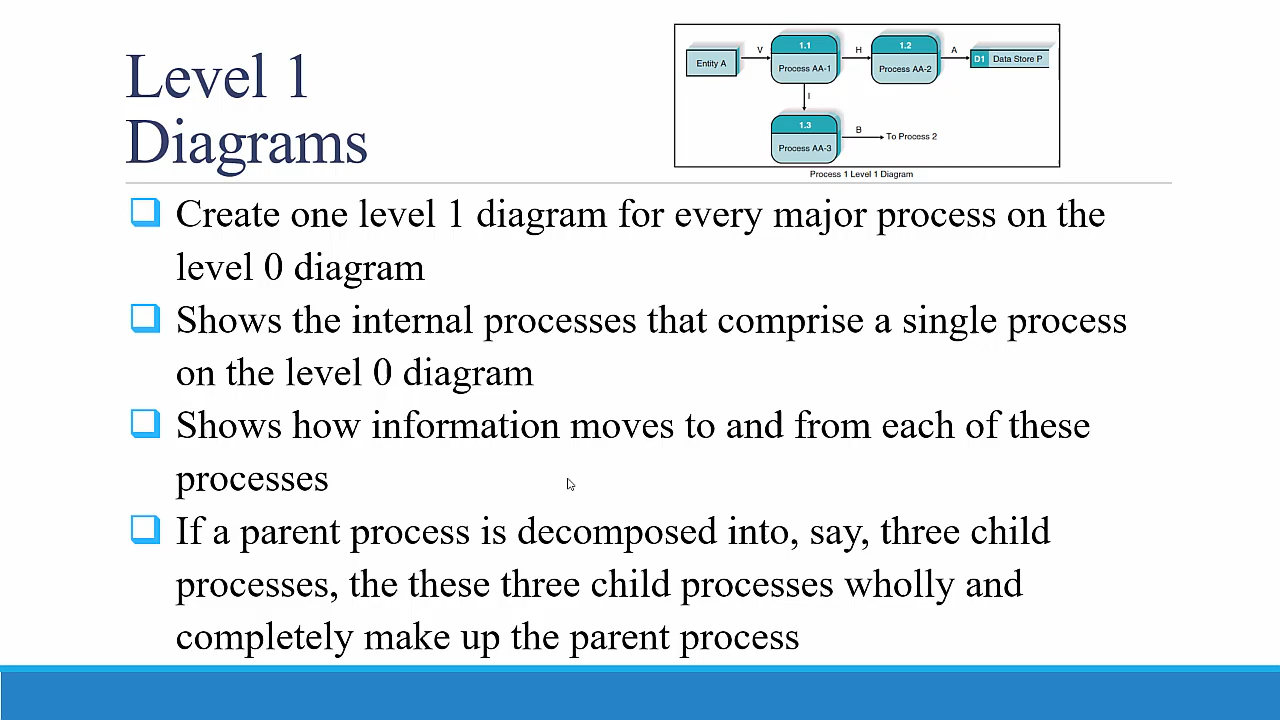 Level 1
Diagrams
1.1
1.2
Entity A
V
Process AA-1
H
Process AA-2
A
D1 Data Store P
I
1.3
Process AA-3
B
To Process 2
Process 1 Level 1 Diagram
Create one level 1 diagram for every major process on the
level 0 diagram
Shows the internal processes that comprise a single process
on the level 0 diagram
Shows how information moves to and from each of these
processes
If a parent process is decomposed into, say, three child
processes, the these three child processes wholly and
completely make up the parent process